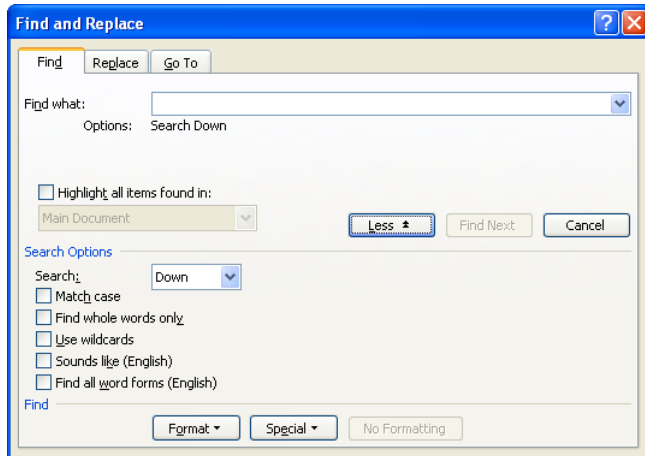 Find and Replace
Find Replace Go To
Find what:
Options: Search Down
Highlight all items found in:
Main Document
Less Find Next Cancel
Search Options
Search: Down
Match case
Find whole words only
Use wildcards
Sounds like (English)
Find all word forms (English)
Find
Format Special No Formatting